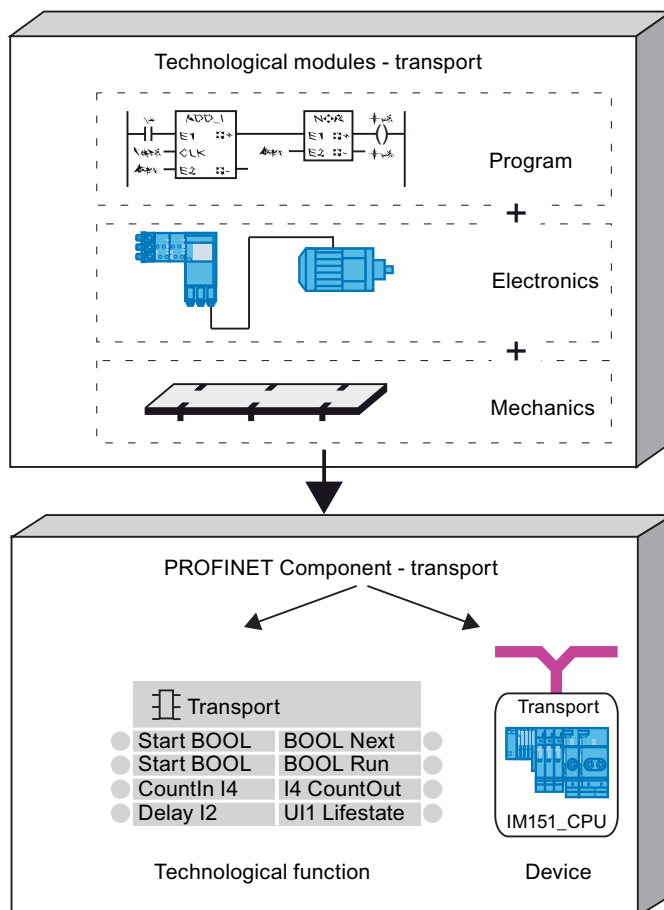 Technological modules - transport
ADD_I
E1
CLK
E2
E1
E2
Program
+
Electronics
+
Mechanics
PROFINET Component - transport
Transport
Start BOOL BOOL Next
Start BOOL BOOL Run
CountIn I4 I4 CountOut
Delay I2 UI1 Lifestate
Technological function
Transport
IM151_CPU
Device